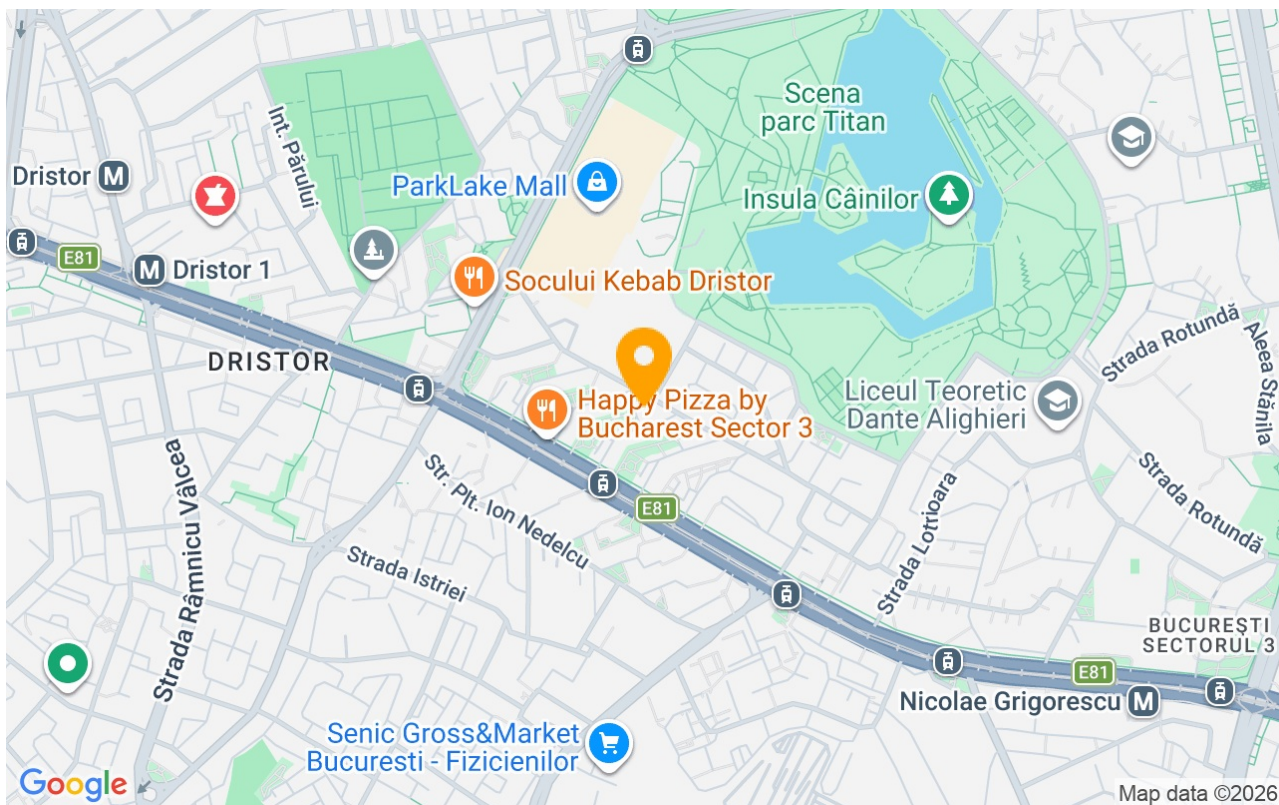 Scena
parc Titan
Int. Părului
Dristor M
ParkLake Mall
Insula Câinilor
E81
M Dristor 1
Socului Kebab Dristor
Strada Rotundă
Aleea Stănila
DRISTOR
Happy Pizza by
Bucharest Sector 3
Liceul Teoretic
Dante Alighieri
Strada Râmnicu Vâlcea
Str. Plt. Ion Nedelcu
E81
Strada Lotrioara
Strada Rotundă
Strada Istriei
BUCUREȘTI
SECTORUL 3
E81
Nicolae Grigorescu M
Senic Gross&Market
Bucuresti - Fizicienilor
Google
Map data ©2026